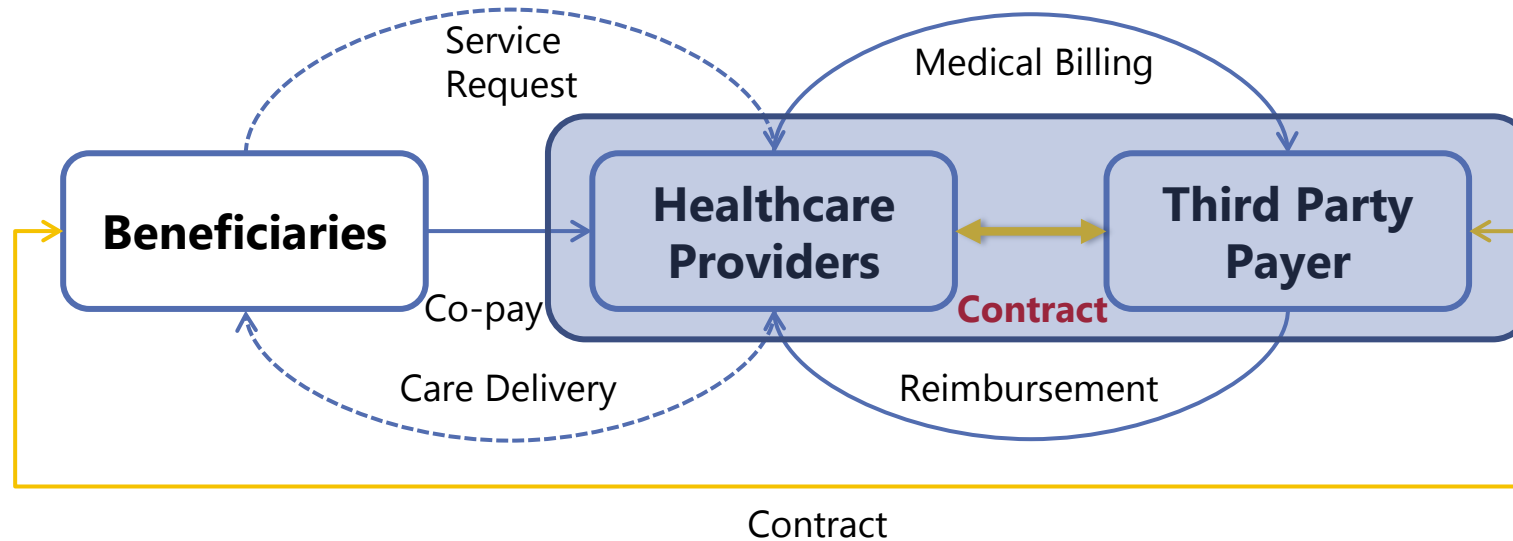 Service
Request
Medical Billing
Beneficiaries
Healthcare
Providers
Third Party
Payer
Co-pay
Contract
Care Delivery
Reimbursement
Contract